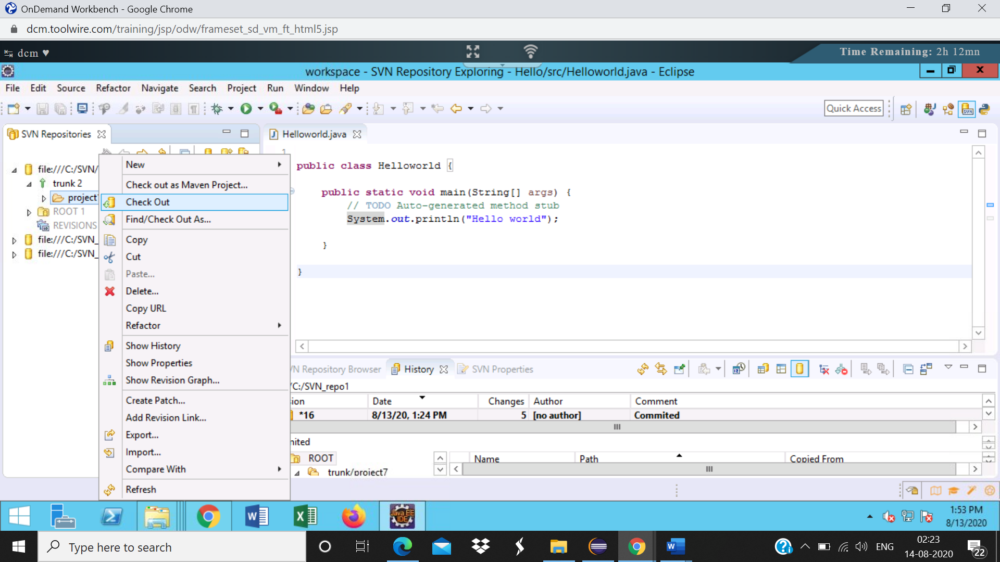 OnDemand Workbench - Google Chrome
dcm.toolwire.com/training/jsp/odw/frameset_sd_vm_ft_html5.jsp
dcm ♥
Time Remaining: 2h 12mn
workspace - SVN Repository Exploring - Hello/src/Helloworld.java - Eclipse
File Edit Source Refactor Navigate Search Project Run Window Help
Quick Access
SVN Repositories
Helloworld.java
file:///C:/SVN/
trunk 2
project
ROOT 1
REVISIONS
file:///C:/SVN_
file:///C:/SVN_
New
Check out as Maven Project...
Check Out
Find/Check Out As...
Copy
Cut
Paste...
Delete...
Copy URL
Refactor
Show History
Show Properties
Show Revision Graph...
Create Patch...
Add Revision Link...
Export...
Import...
Compare With
Refresh
1
public class Helloworld {
public static void main(String[] args) {
// TODO Auto-generated method stub
System.out.println("Hello world");
}
}
VN Repository Browser
History
SVN Properties
/C:/SVN_repo1
ion Date Changes Author Comment
*16 8/13/20, 1:24 PM 5 [no author] Commited
nited
ROOT
trunk/project7
Name Path Copied From
1:53 PM
8/13/2020
Type here to search
ENG
02:23
14-08-2020
22